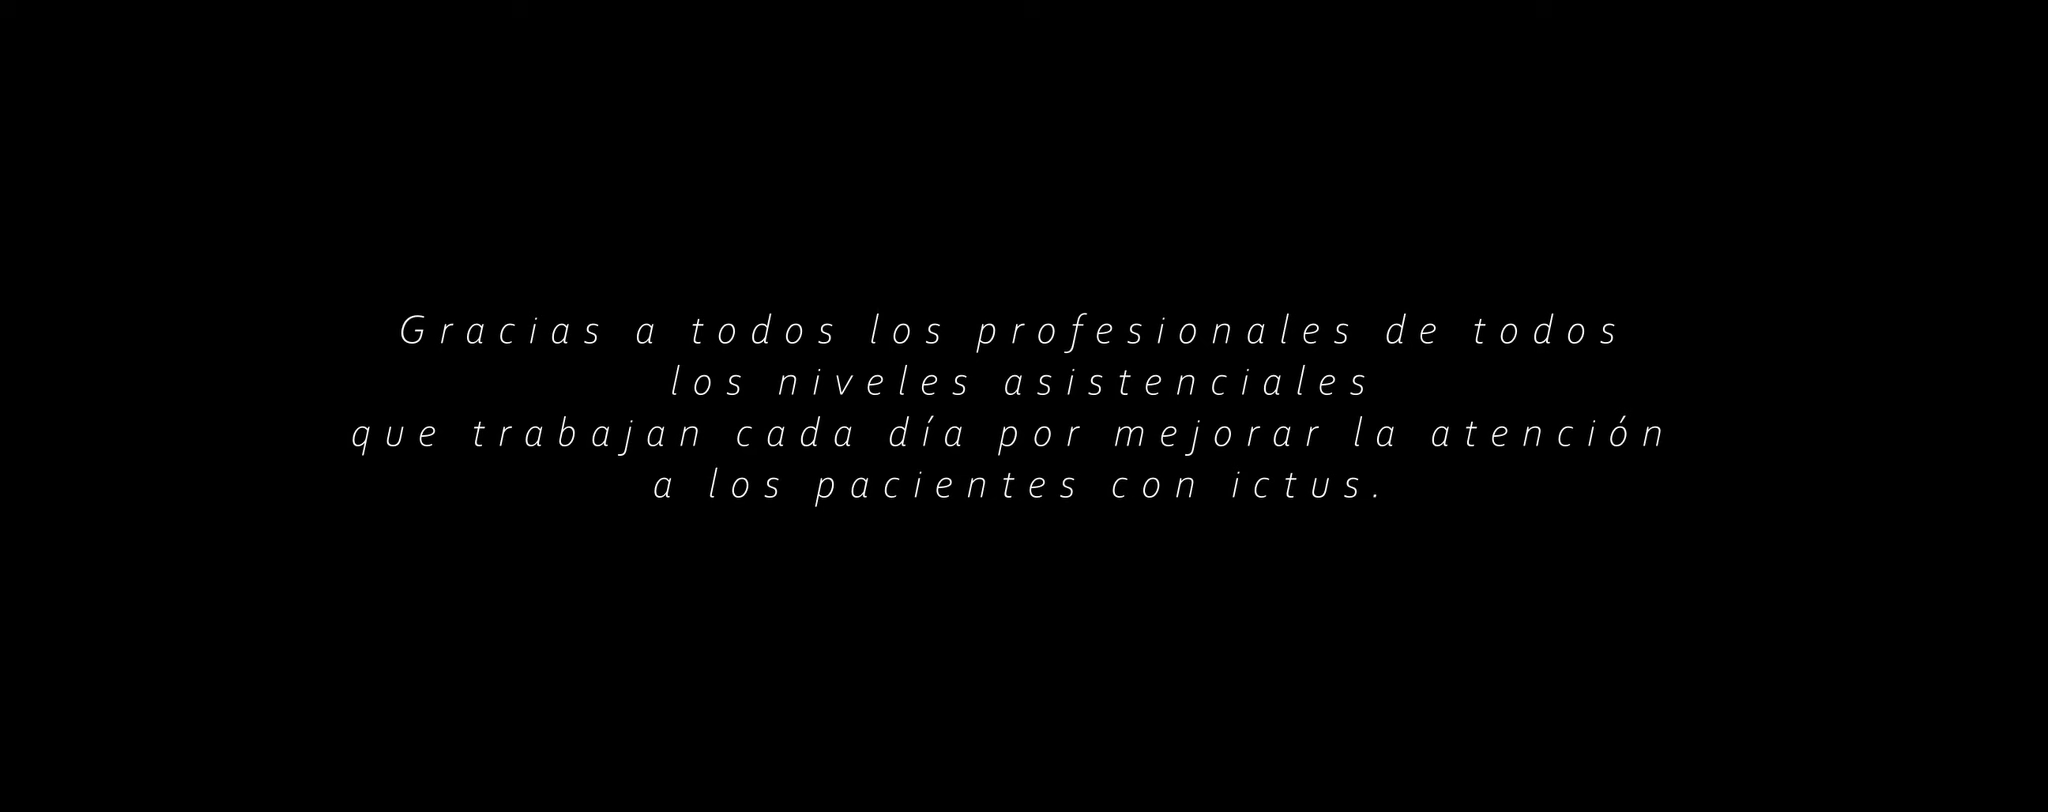 Gracias a todos los profesionales de todos
los niveles asistenciales
que trabajan cada día por mejorar la atención
a los pacientes con ictus.